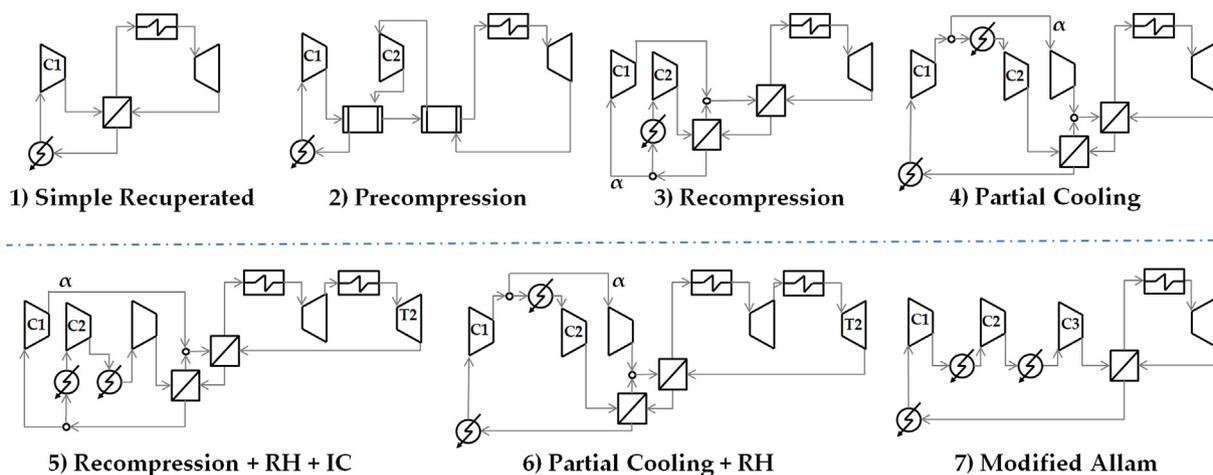 C1
C2
α
C1
C1
C2
C1
C2
α
1) Simple Recuperated
2) Precompression
3) Recompression
4) Partial Cooling
α
C1
C2
T2
α
C1
C2
T2
C1
C2
C3
5) Recompression + RH + IC
6) Partial Cooling + RH
7) Modified Allam